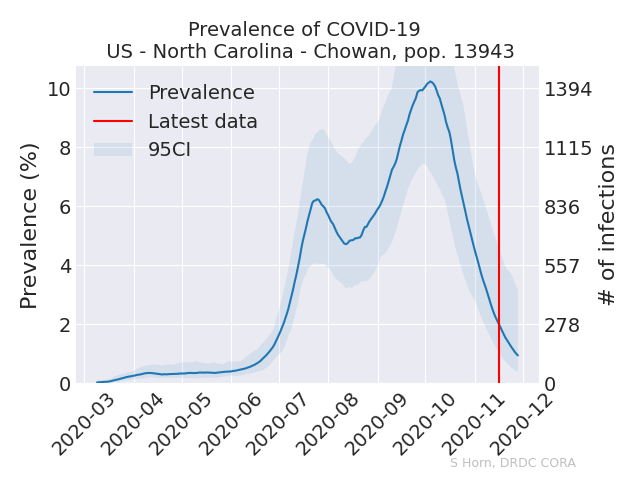 Prevalence of COVID-19
US - North Carolina - Chowan, pop. 13943
Prevalence
Latest data
95CI
Prevalence (%)
10
8
6
4
2
0
1394
1115
836
557
278
0
# of infections
2020-03
2020-04
2020-05
2020-06
2020-07
2020-08
2020-09
2020-10
2020-11
2020-12
S Horn, DRDC CORA